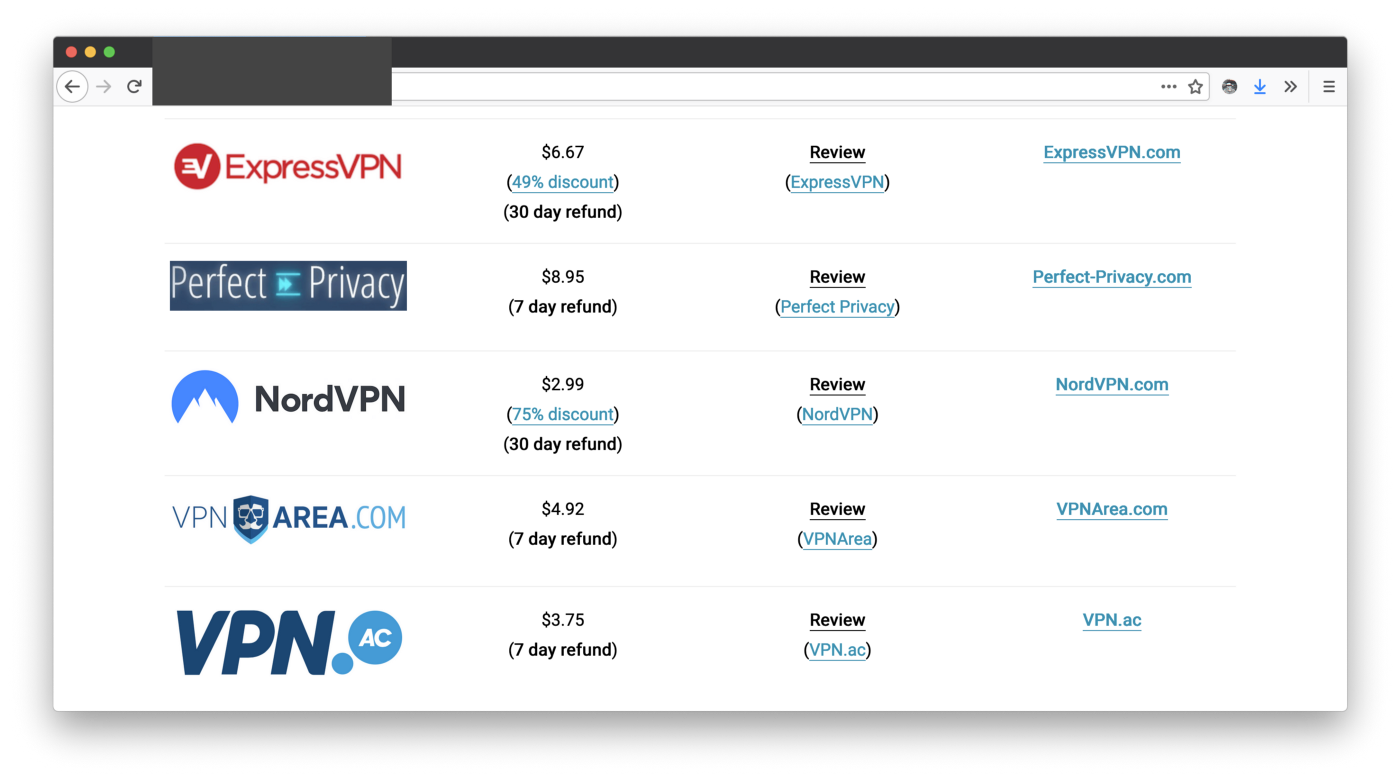 ExpressVPN
$6.67
(49% discount)
(30 day refund)
Review
(ExpressVPN)
ExpressVPN.com
Perfect Privacy
$8.95
(7 day refund)
Review
(Perfect Privacy)
Perfect-Privacy.com
NordVPN
$2.99
(75% discount)
(30 day refund)
Review
(NordVPN)
NordVPN.com
VPN AREA.COM
$4.92
(7 day refund)
Review
(VPNArea)
VPNArea.com
VPN.AC
$3.75
(7 day refund)
Review
(VPN.ac)
VPN.ac